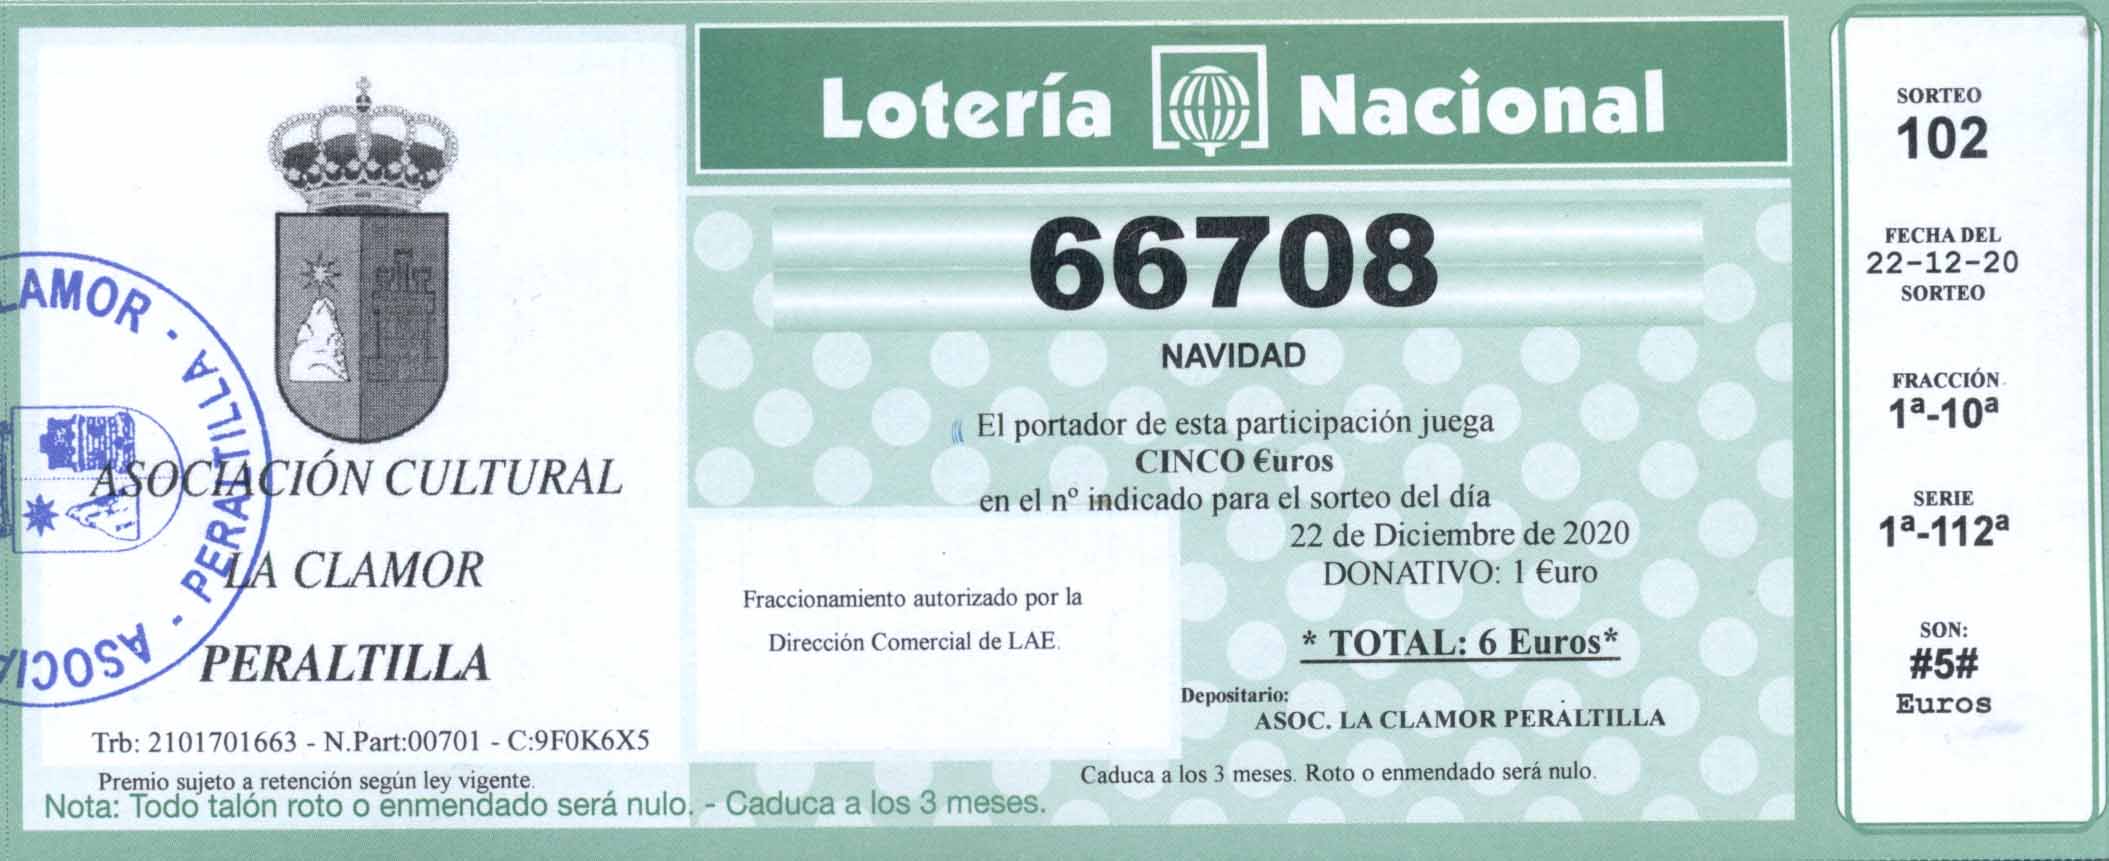 Lotería Nacional
66708
NAVIDAD
El portador de esta participación juega
CINCO €uros
en el nº indicado para el sorteo del día
22 de Diciembre de 2020
DONATIVO: 1 €uro
* TOTAL: 6 Euros*
Depositario:
ASOC. LA CLAMOR PERALTILLA
Caduca a los 3 meses. Roto o enmendado será nulo.
Fraccionamiento autorizado por la
Dirección Comercial de LAE.
ASOCIACIÓN CULTURAL
LA CLAMOR
PERALTILLA
Trb: 2101701663 - N.Part:00701 - C:9F0K6X5
Premio sujeto a retención según ley vigente.
Nota: Todo talón roto o enmendado será nulo. - Caduca a los 3 meses.
LAMOR - PERALTILLA - ASOCIA
SORTEO
102
FECHA DEL
22-12-20
SORTEO
FRACCIÓN
1ª-10ª
SERIE
1ª-112ª
SON:
#5#
Euros